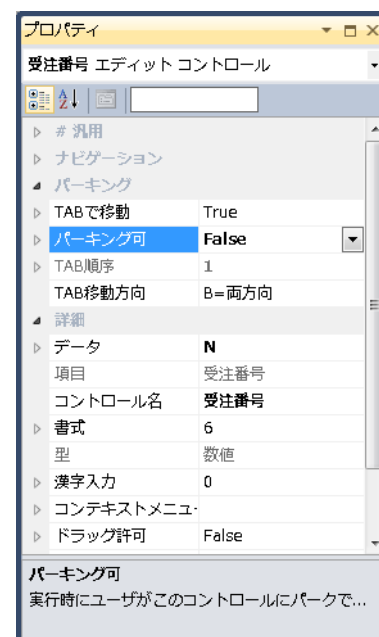 プロパティ
受注番号 エディット コントロール
# 汎用
ナビゲーション
パーキング
TABで移動 True
パーキング可 False
TAB順序 1
TAB移動方向 B=両方向
詳細
データ N
項目 受注番号
コントロール名 受注番号
書式 6
型 数値
漢字入力 0
コンテキストメニュー
ドラッグ許可 False
パーキング可
実行時にユーザがこのコントロールにパークで...